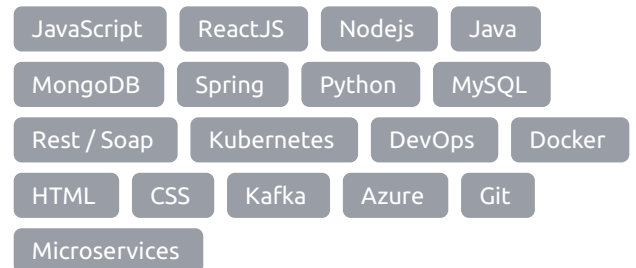 JavaScript ReactJS Nodejs Java
MongoDB Spring Python MySQL
Rest / Soap Kubernetes DevOps Docker
HTML CSS Kafka Azure Git
Microservices